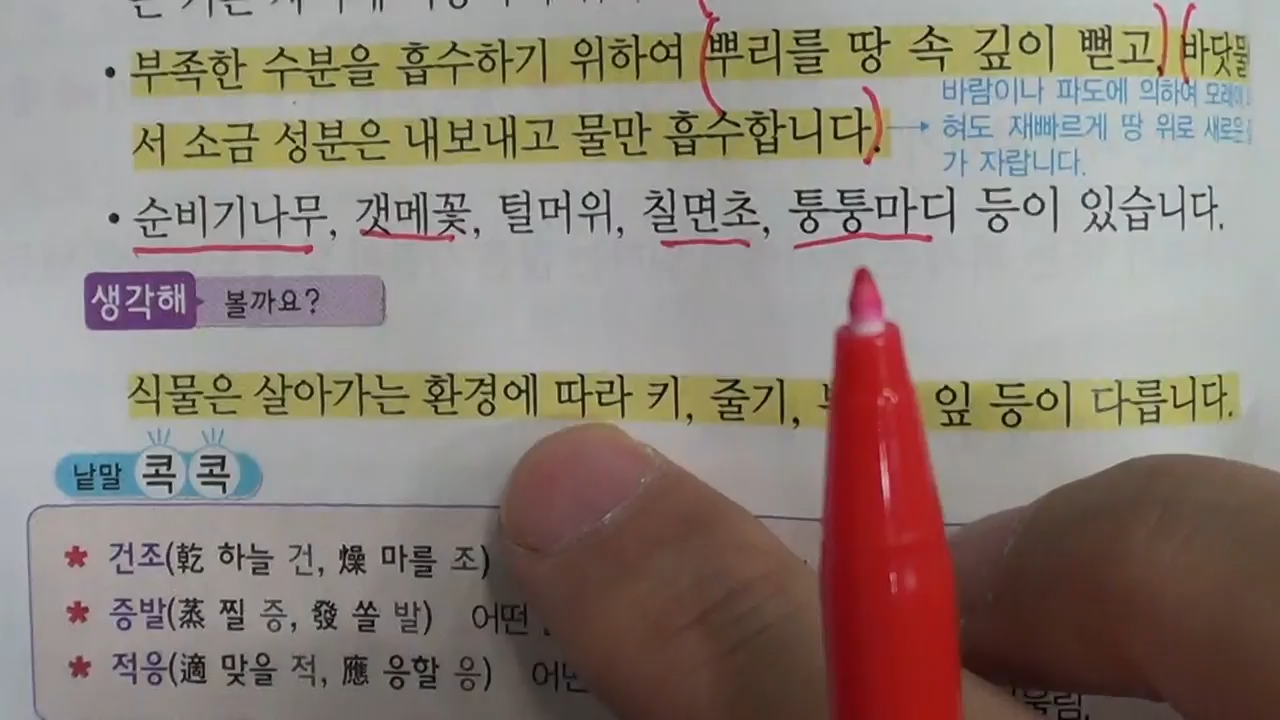 • 부족한 수분을 흡수하기 위하여 뿌리를 땅 속 깊이 뻗고, 바닷물
서 소금 성분은 내보내고 물만 흡수합니다.
바람이나 파도에 의하여
혀도 재빠르게 땅 위로
가 자랍니다.
• 순비기나무, 갯메꽃, 털머위, 칠면초, 퉁퉁마디 등이 있습니다.
생각해 볼까요?
식물은 살아가는 환경에 따라 키, 줄기, 잎 등이 다릅니다.
낱말 콕콕
* 건조(乾 하늘 건, 燥 마를 조)
* 증발(蒸 찔 증, 發 쏠 발) 어떤
* 적응(適 맞을 적, 應 응할 응)